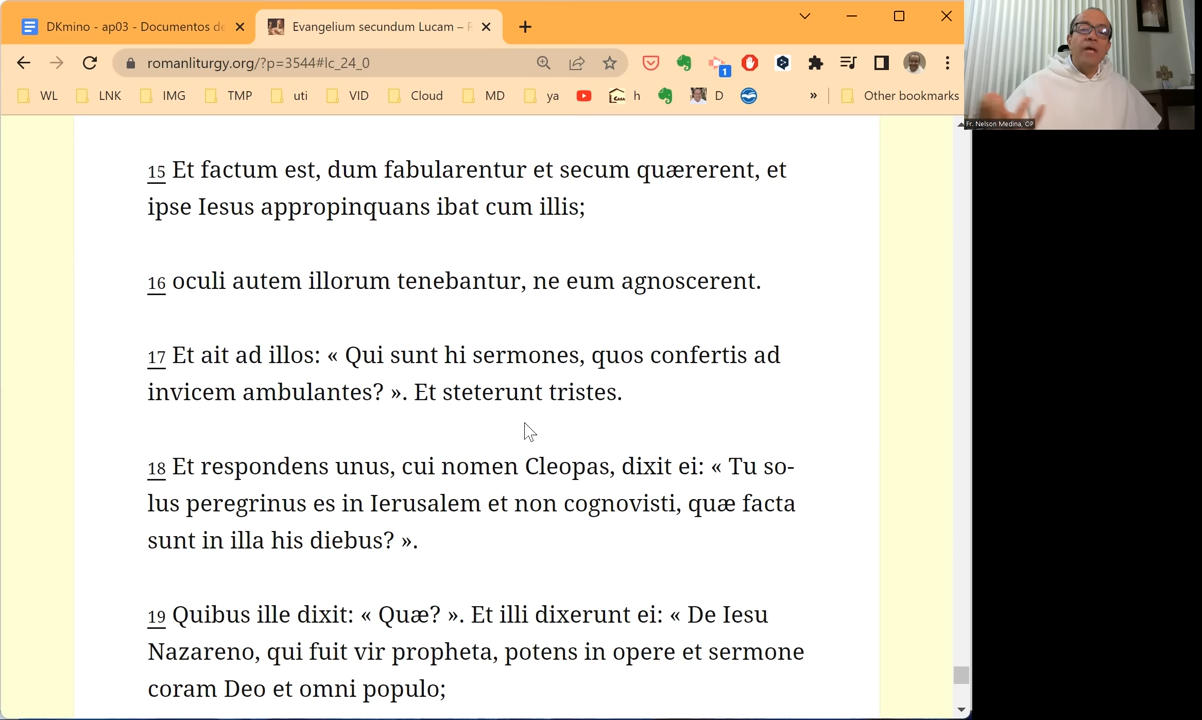 DKmino - ap03 - Documentos de
Evangelium secundum Lucam –
romanliturgy.org/?p=3544#lc_24_0
1
WL LNK IMG TMP uti VID Cloud MD ya h D » Other bookmarks
Fr. Nelson Medina, OP
15 Et factum est, dum fabularentur et secum quærerent, et
ipse Iesus appropinquans ibat cum illis;
16 oculi autem illorum tenebantur, ne eum agnoscerent.
17 Et ait ad illos: « Qui sunt hi sermones, quos confertis ad
invicem ambulantes? ». Et steterunt tristes.
18 Et respondens unus, cui nomen Cleopas, dixit ei: « Tu so-
lus peregrinus es in Ierusalem et non cognovisti, quæ facta
sunt in illa his diebus? ».
19 Quibus ille dixit: « Quæ? ». Et illi dixerunt ei: « De Iesu
Nazareno, qui fuit vir propheta, potens in opere et sermone
coram Deo et omni populo;